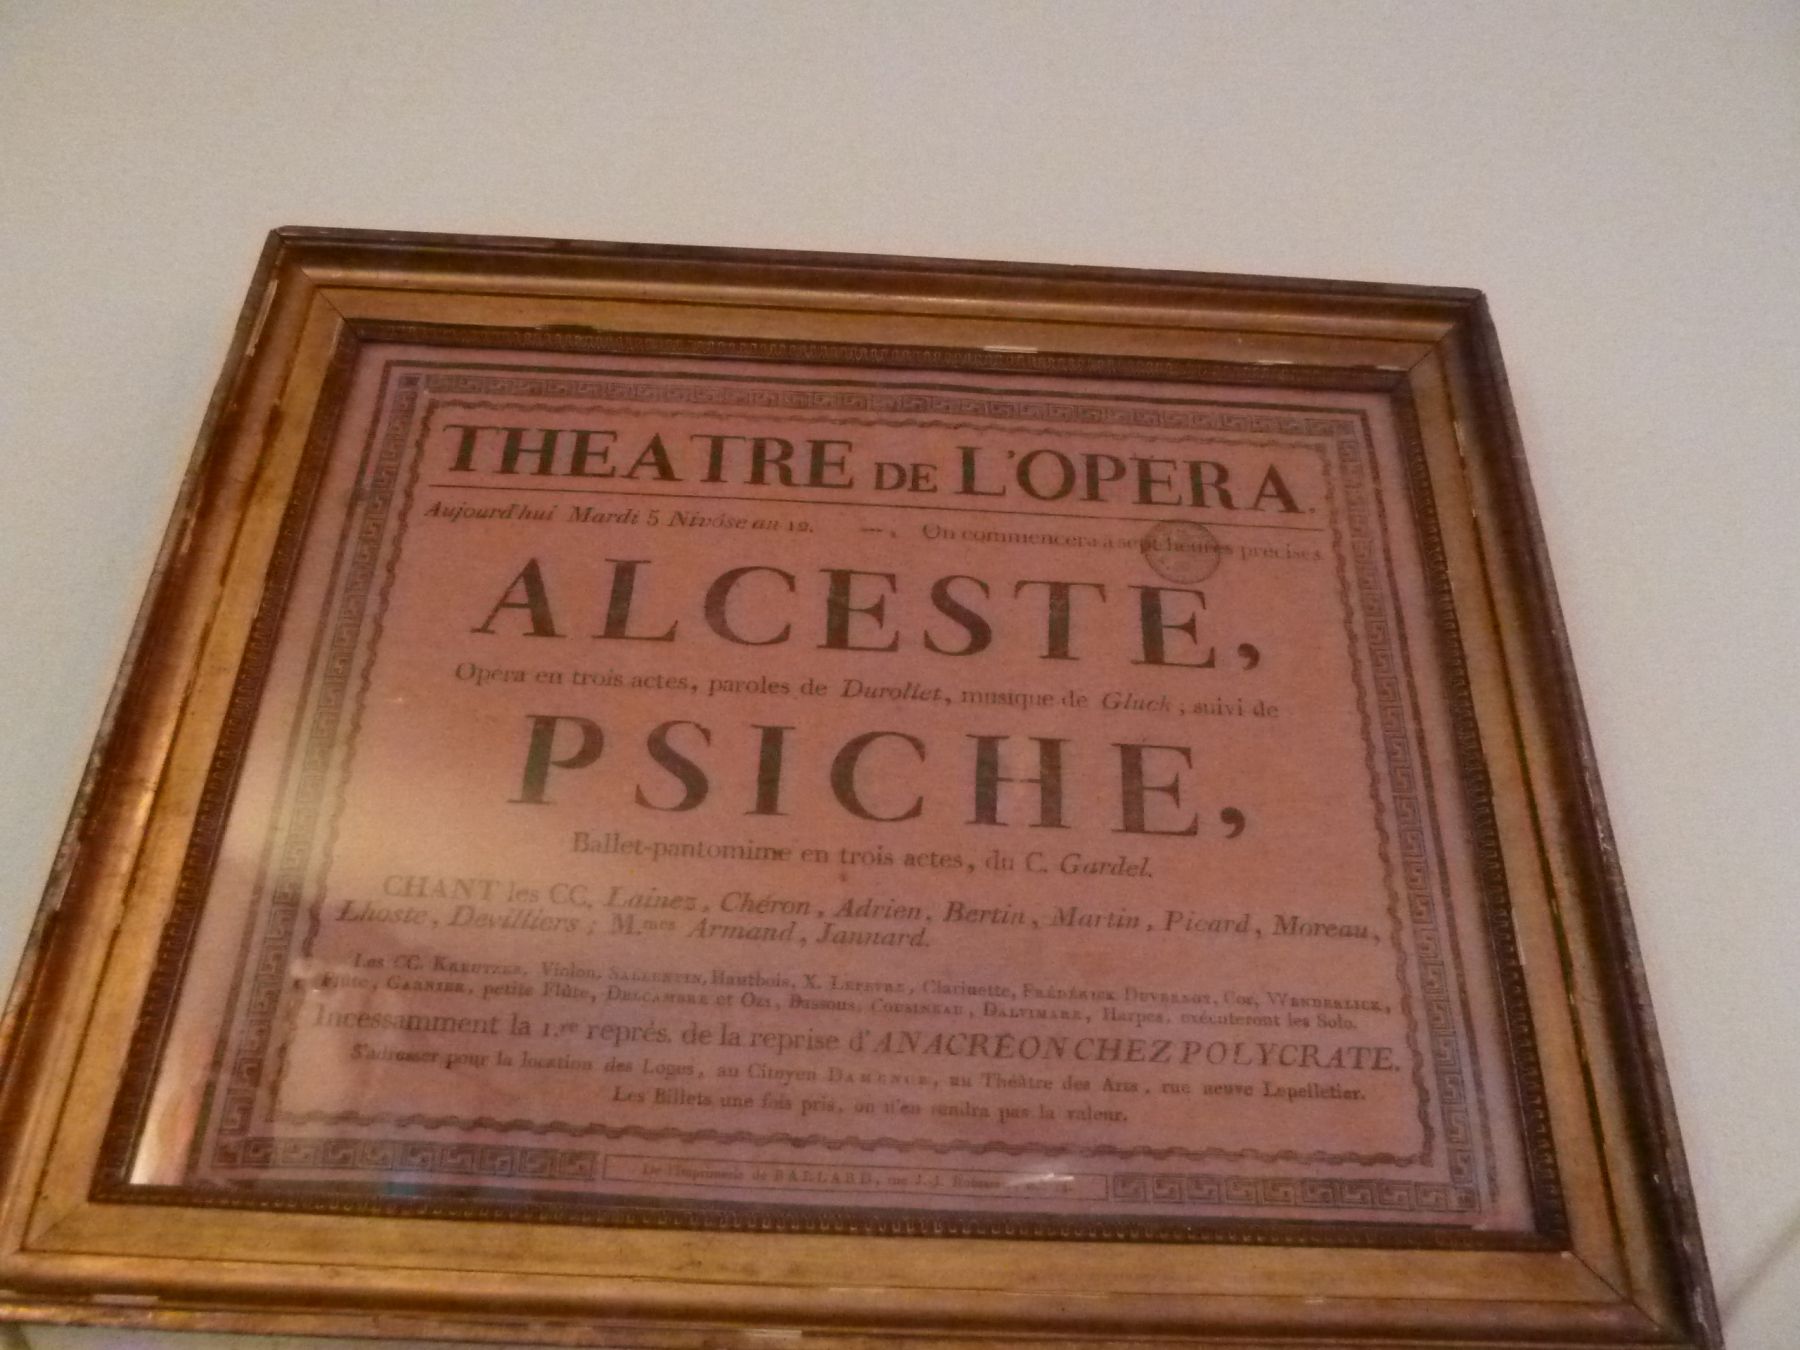 THEATRE DE L'OPERA.
Aujourd'hui Mardi 5 Nivôse an 12. On commencera à sept heures précises
ALCESTE,
Opéra en trois actes, paroles de Durollet, musique de Gluck ; suivi de
PSICHE,
Ballet-pantomime en trois actes, du C. Gardel.
CHANT les CC. Lainez, Chéron, Adrien, Bertin, Martin, Picard, Moreau,
Lhoste, Devilliers ; M.mes Armand, Jannard.
Les CC. KREUTZER, Violon, SALLENTIN, Hautbois, X. LEFEVRE, Clarinette, FRÉDÉRICK DUVERNOY, Cor, WENDERLICK,
Flûte, GARNIER, petite Flûte, DELCAMBRE et OZI, Bassons, COUSINEAU, DALVIMARE, Harpes, exécuteront les Solo.
Incessamment la 1.re représ. de la reprise d'ANACRÉON CHEZ POLYCRATE.
S'adresser pour la location des Loges, au Citoyen au Théâtre des Arts, rue neuve Lepelletier.
Les Billets une fois pris, on n'en rendra pas la valeur.
De l'Imprimerie de BALLARD, rue J.-J.